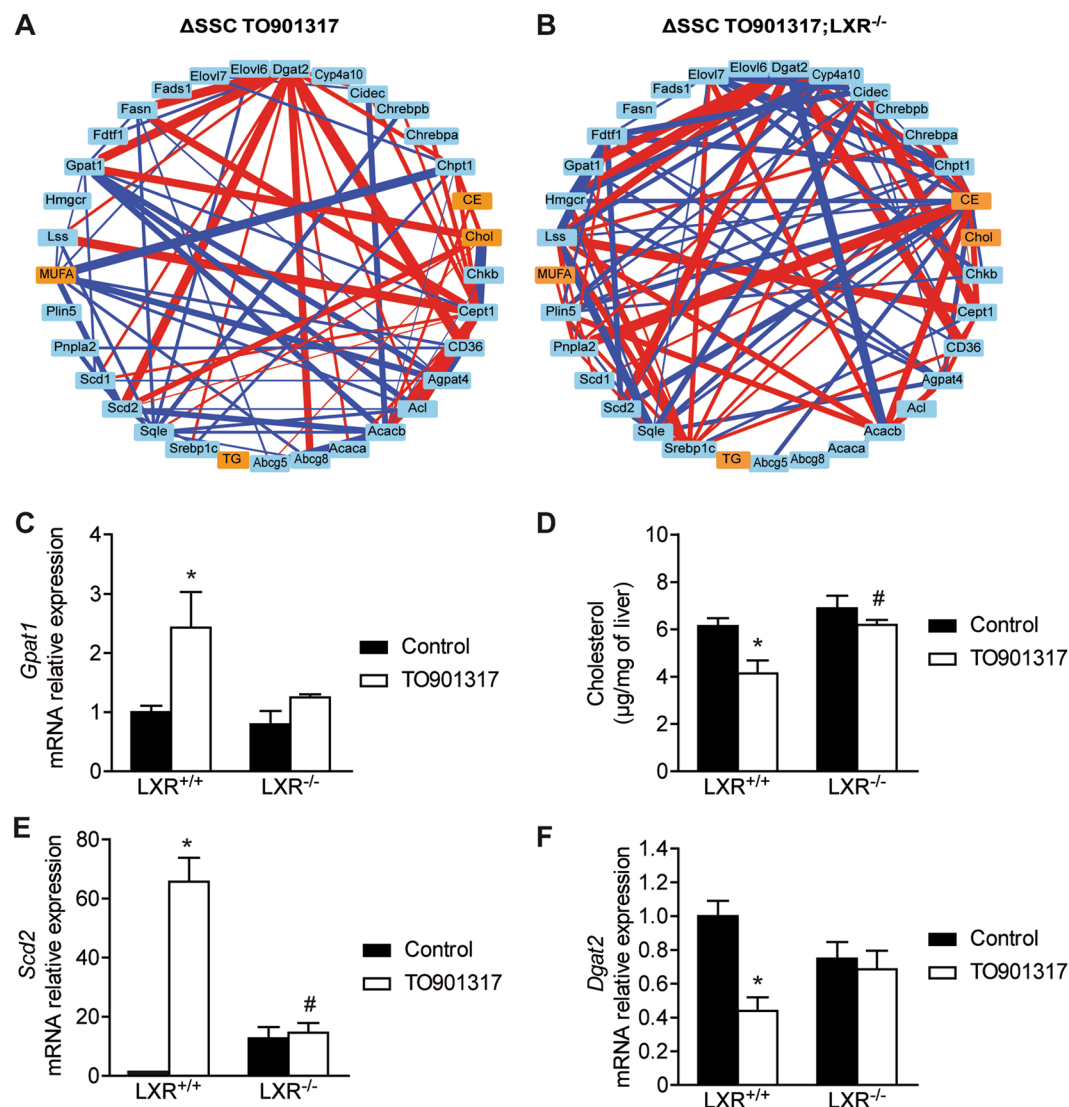 A
ΔSSC TO901317
Elovl6
Dgat2
Cyp4a10
Elovl7
Cidec
Fads1
Chrebpb
Fasn
Chrebpa
Fdtf1
Chpt1
Gpat1
CE
Hmgcr
Chol
Lss
Chkb
MUFA
Cept1
Plin5
CD36
Pnpla2
Agpat4
Scd1
Acl
Scd2
Acacb
Sqle
Acaca
Srebp1c
Abcg8
TG
Abcg5
B
ΔSSC TO901317;LXR-/-
Elovl6
Dgat2
Cyp4a10
Elovl7
Cidec
Fads1
Chrebpb
Fasn
Chrebpa
Fdtf1
Chpt1
Gpat1
CE
Hmgcr
Chol
Lss
Chkb
MUFA
Cept1
Plin5
CD36
Pnpla2
Agpat4
Scd1
Acl
Scd2
Acacb
Sqle
Acaca
Srebp1c
Abcg8
TG
Abcg5
C
Gpat1
mRNA relative expression
4
3
2
1
0
*
LXR+/+
LXR-/-
Control
TO901317
D
Cholesterol
(µg/mg of liver)
10
8
6
4
2
0
*
#
LXR+/+
LXR-/-
Control
TO901317
E
Scd2
mRNA relative expression
80
60
40
20
0
*
#
LXR+/+
LXR-/-
Control
TO901317
F
Dgat2
mRNA relative expression
1.4
1.2
1.0
0.8
0.6
0.4
0.2
0.0
*
LXR+/+
LXR-/-
Control
TO901317